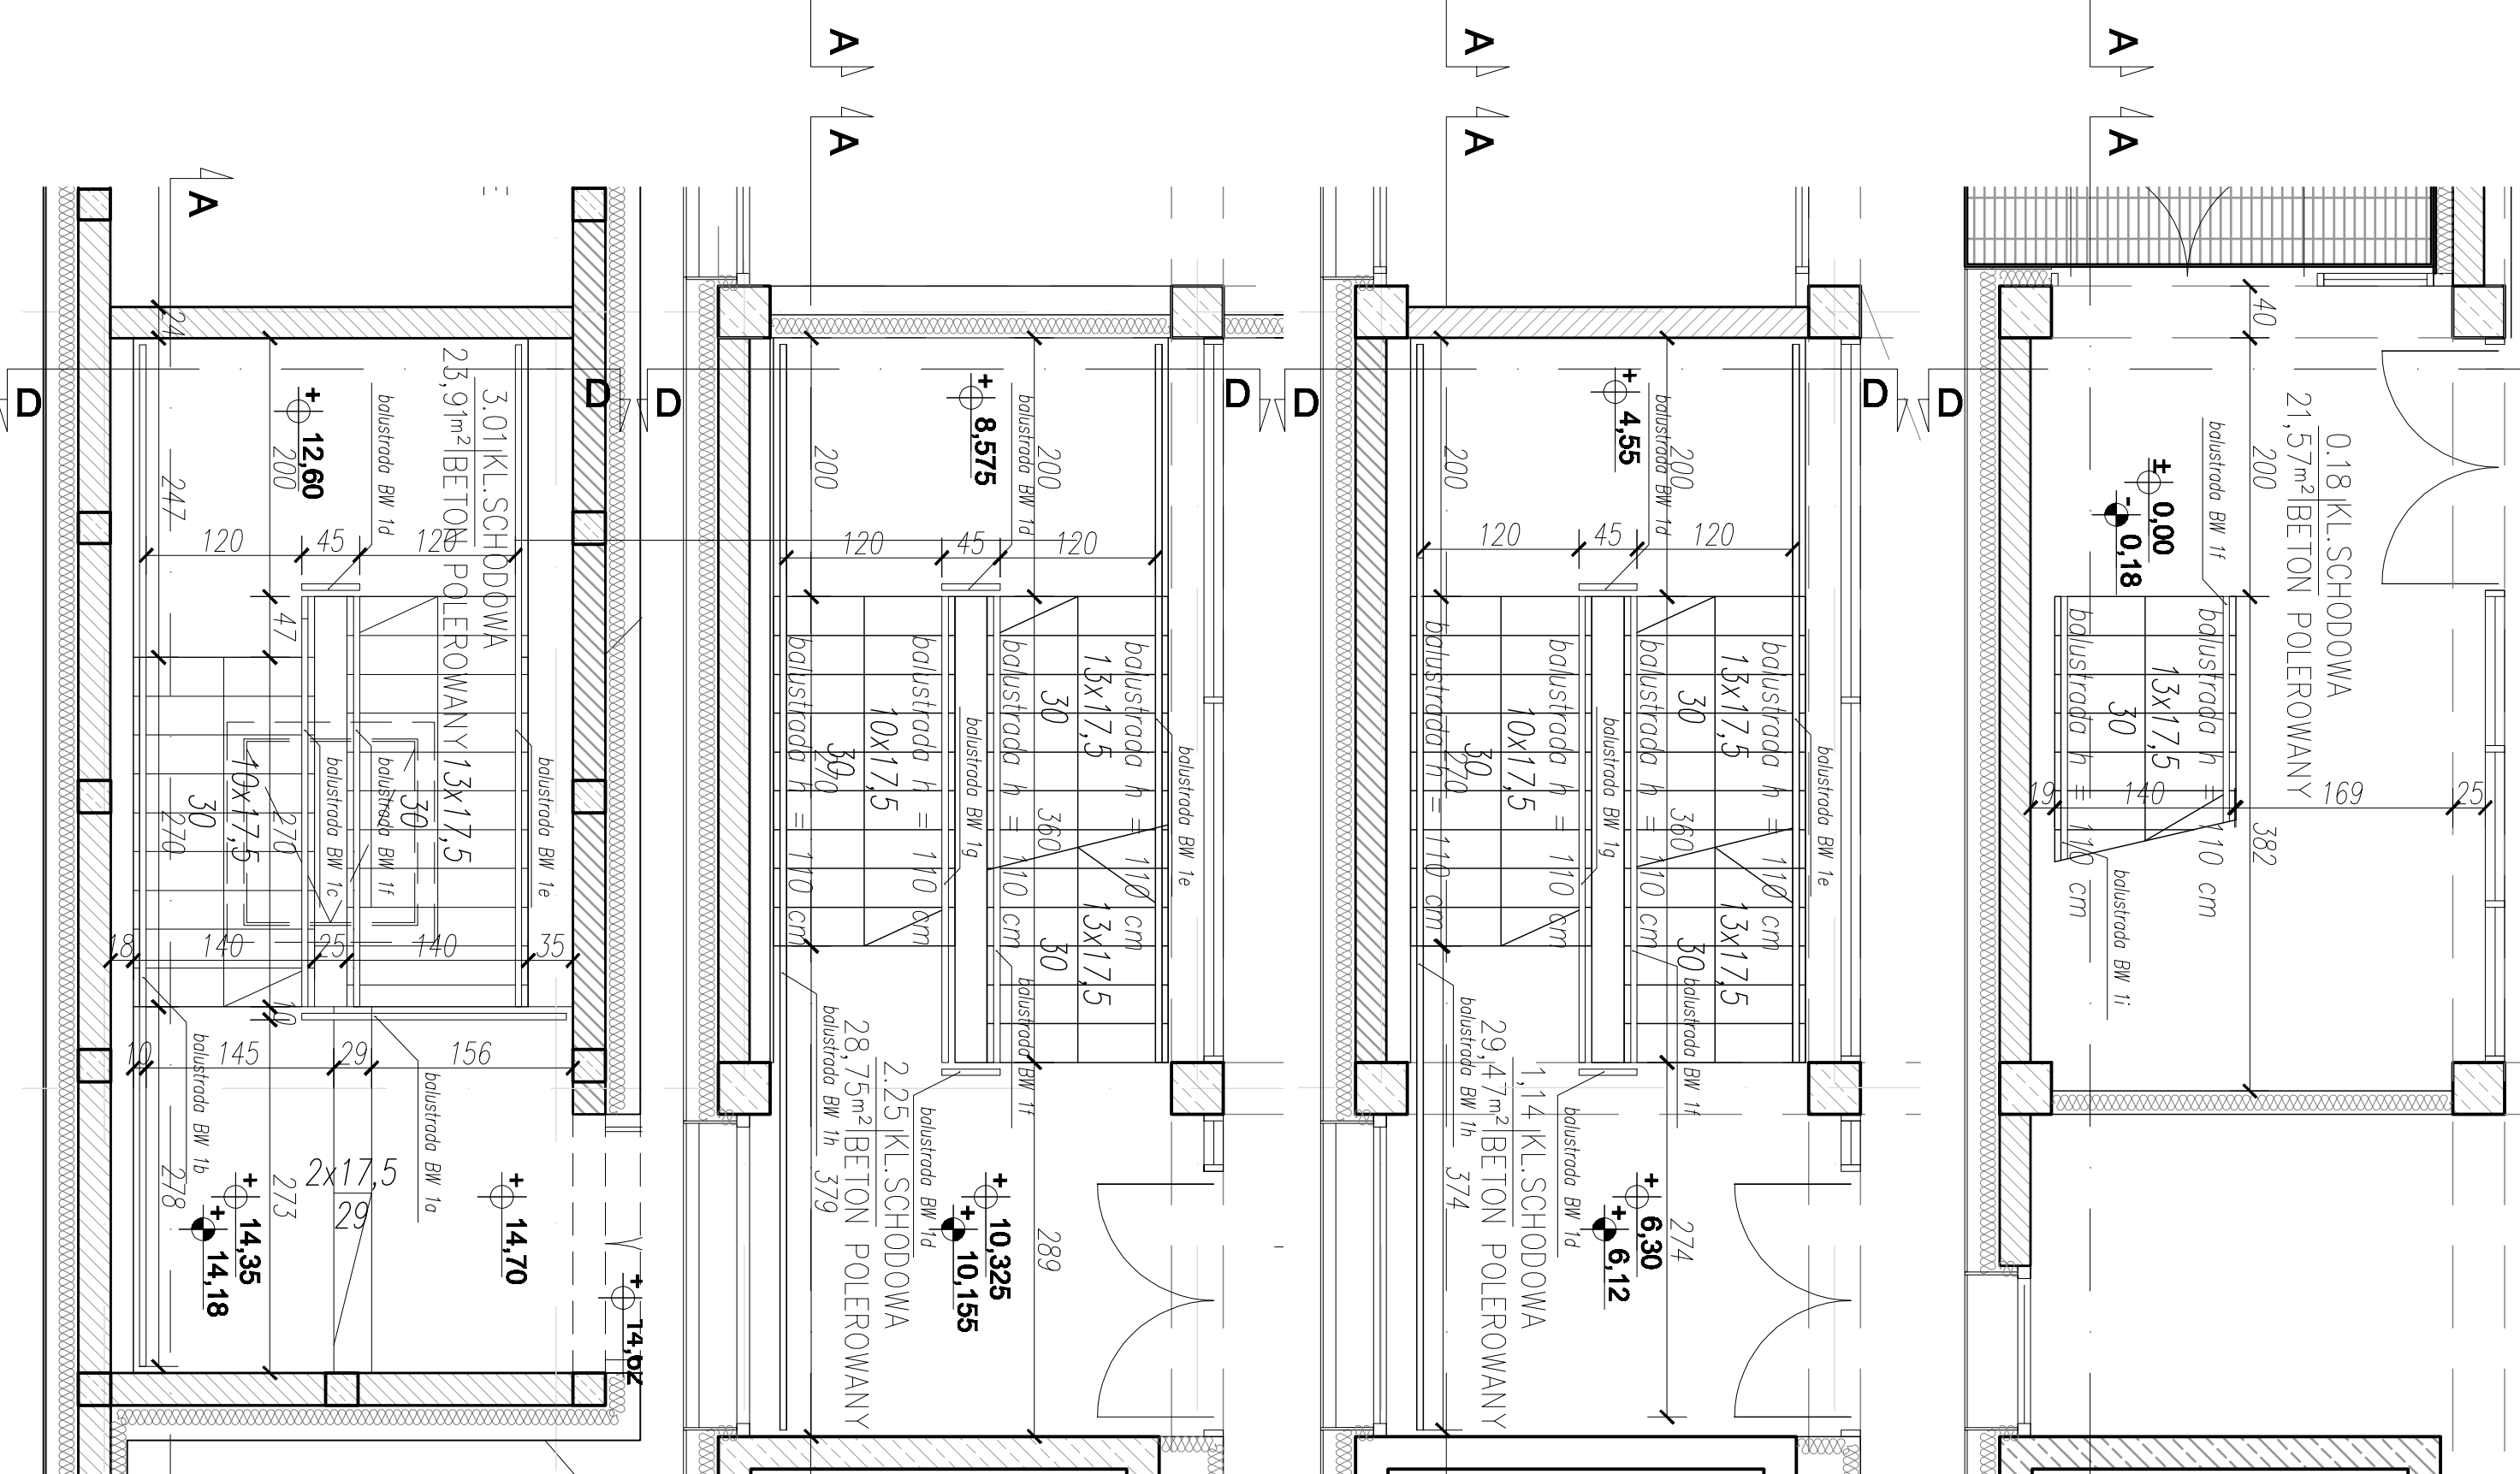 A
A
A
A
A
A
A
D
D
D
D
D
D
D
24
247
200
+ 12,60
balustrada BW 1d
3.01 KL.SCHODOWA
23,91m² BETON POLEROWANY
120
45
120
47
13x17,5
30
10x17,5
30
270
270
balustrada BW 1c
balustrada BW 1f
balustrada BW 1e
18
140
25
140
35
10
10
145
29
156
balustrada BW 1b
balustrada BW 1a
278
273
2x17,5
29
+ 14,35
+ 14,18
+ 14,70
+ 14,62
200
+ 8,575
balustrada BW 1d
200
120
45
120
balustrada h = 110 cm
10x17,5
30
270
balustrada h = 110 cm
balustrada BW 1g
balustrada h = 110 cm
13x17,5
30
360
balustrada h = 110 cm
balustrada BW 1e
13x17,5
30
balustrada BW 1f
balustrada BW 1h
379
2.25 KL.SCHODOWA
28,75m² BETON POLEROWANY
balustrada BW 1d
+ 10,325
+ 10,155
289
200
+ 4,55
balustrada BW 1d
200
120
45
120
balustrada h = 110 cm
10x17,5
30
270
balustrada h = 110 cm
balustrada BW 1g
balustrada h = 110 cm
13x17,5
30
360
balustrada h = 110 cm
balustrada BW 1e
13x17,5
30
balustrada BW 1f
balustrada BW 1h
374
1,14 KL.SCHODOWA
29,47m² BETON POLEROWANY
balustrada BW 1d
+ 6,30
+ 6,12
274
40
200
± 0,00
- 0,18
balustrada BW 1f
0.18 KL.SCHODOWA
21,57m² BETON POLEROWANY
balustrada h = 110 cm
13x17,5
30
balustrada h = 110 cm
19
140
169
25
382
balustrada BW 1i